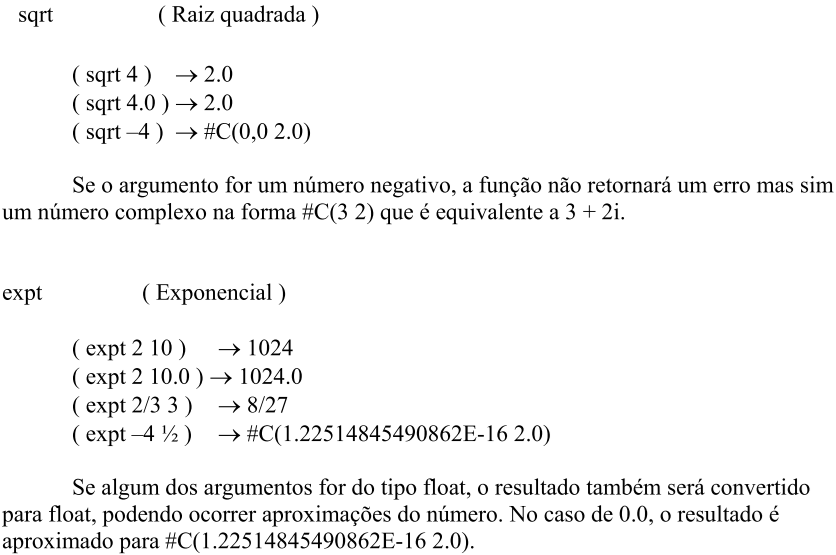 sqrt ( Raiz quadrada )
( sqrt 4 ) → 2.0
( sqrt 4.0 ) → 2.0
( sqrt –4 ) → #C(0,0 2.0)
Se o argumento for um número negativo, a função não retornará um erro mas sim
um número complexo na forma #C(3 2) que é equivalente a 3 + 2i.
expt ( Exponencial )
( expt 2 10 ) → 1024
( expt 2 10.0 ) → 1024.0
( expt 2/3 3 ) → 8/27
( expt –4 ½ ) → #C(1.22514845490862E-16 2.0)
Se algum dos argumentos for do tipo float, o resultado também será convertido
para float, podendo ocorrer aproximações do número. No caso de 0.0, o resultado é
aproximado para #C(1.22514845490862E-16 2.0).